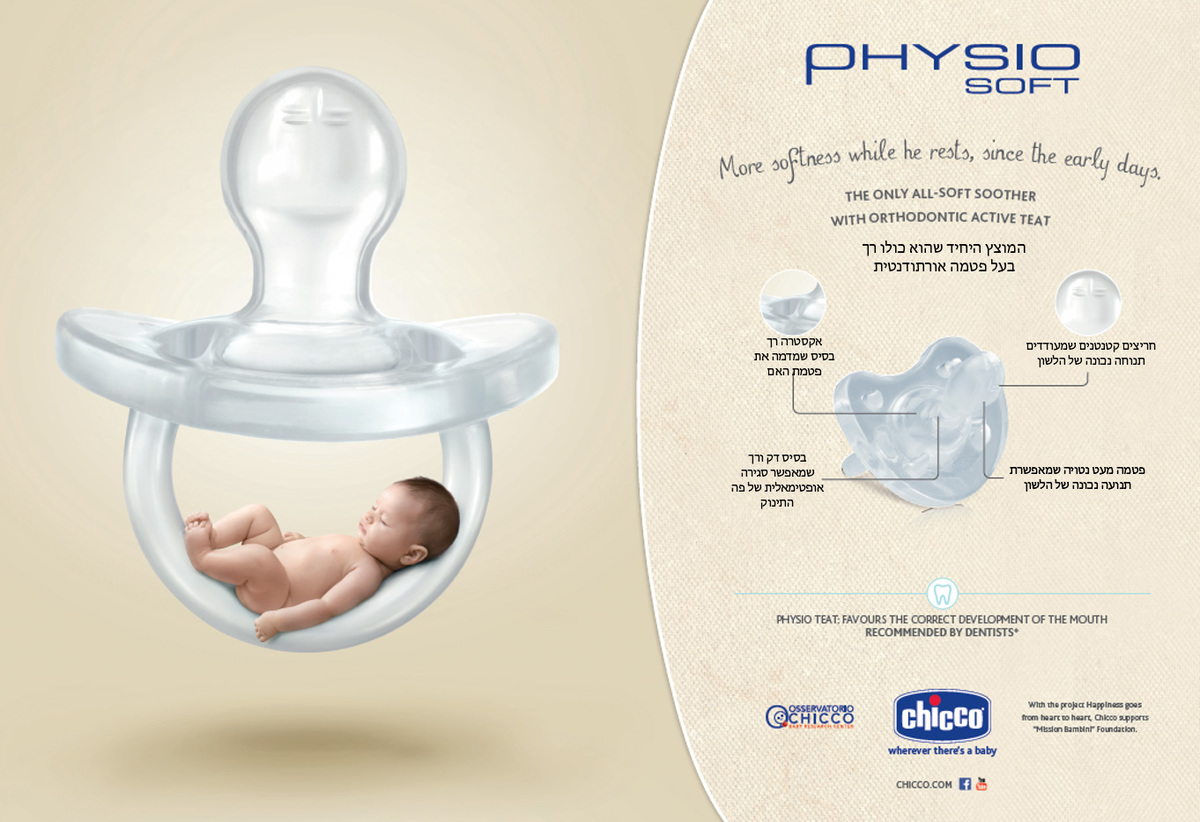 PHYSIO
SOFT
More softness while he rests, since the early days.
THE ONLY ALL-SOFT SOOTHER
WITH ORTHODONTIC ACTIVE TEAT
המוצץ היחיד שהוא כולו רך
בעל פטמה אורתודנטית
אקסטרה רך
בסיס שמדמה את
פטמת האם
חריצים קטנטנים שמעודדים
תנוחה נכונה של הלשון
בסיס דק ורך
שמאפשר סגירה
אופטימאלית של פה
התינוק
פטמה מעט נטויה שמאפשרת
תנועה נכונה של הלשון
PHYSIO TEAT: FAVOURS THE CORRECT DEVELOPMENT OF THE MOUTH
RECOMMENDED BY DENTISTS*
OSSERVATORIO
CHICCO
BABY RESEARCH CENTER
chicco
wherever there's a baby
With the project Happiness goes
from heart to heart, Chicco supports
"Mission Bambini" Foundation.
CHICCO.COM